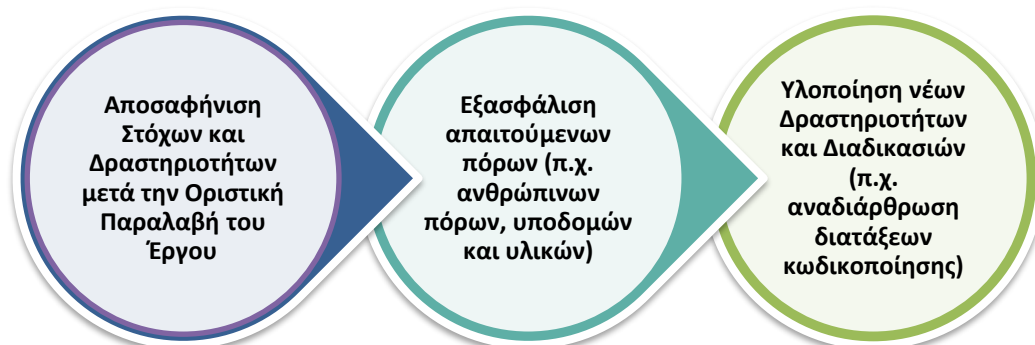 Αποσαφήνιση
Στόχων και
Δραστηριοτήτων
μετά την Οριστική
Παραλαβή του
Έργου
Εξασφάλιση
απαιτούμενων
πόρων (π.χ.
ανθρώπινων
πόρων, υποδομών
και υλικών)
Υλοποίηση νέων
Δραστηριοτήτων
και Διαδικασιών
(π.χ.
αναδιάρθρωση
διατάξεων
κωδικοποίησης)